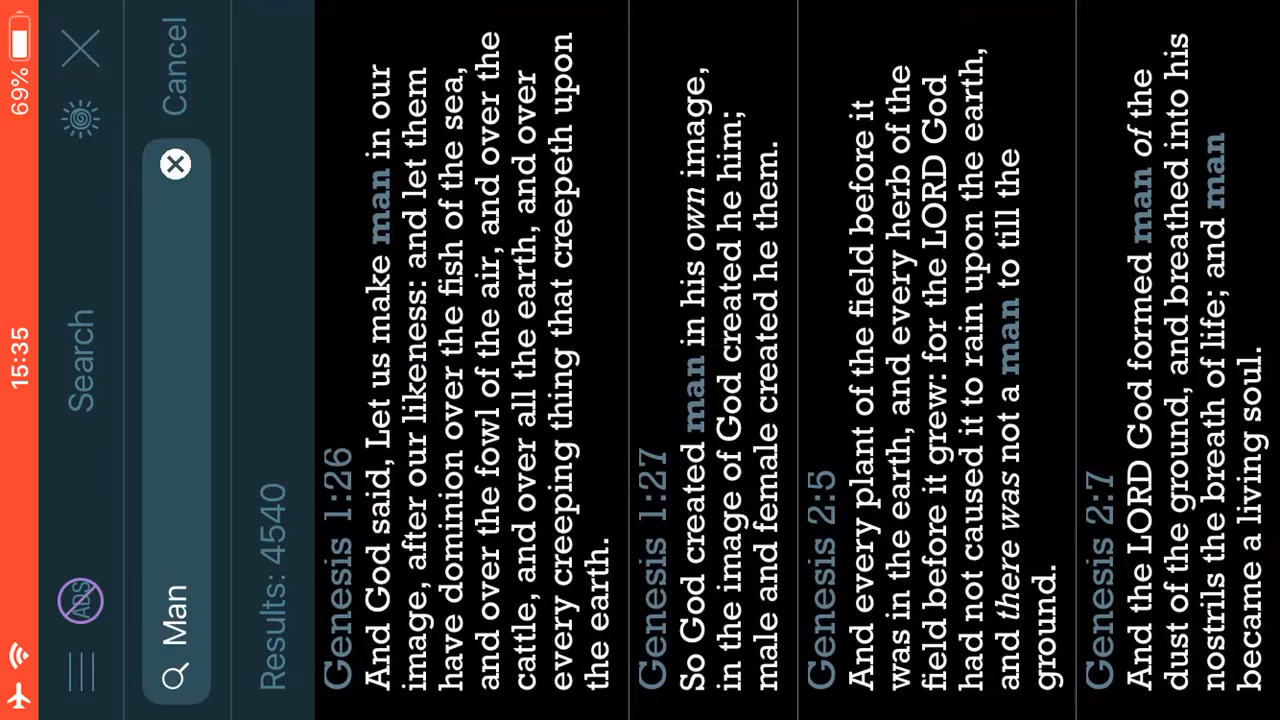 15:35
69%
ADS
Search
Man
Cancel
Results: 4540
Genesis 1:26
And God said, Let us make man in our
image, after our likeness: and let them
have dominion over the fish of the sea,
and over the fowl of the air, and over the
cattle, and over all the earth, and over
every creeping thing that creepeth upon
the earth.
Genesis 1:27
So God created man in his own image,
in the image of God created he him;
male and female created he them.
Genesis 2:5
And every plant of the field before it
was in the earth, and every herb of the
field before it grew: for the LORD God
had not caused it to rain upon the earth,
and there was not a man to till the
ground.
Genesis 2:7
And the LORD God formed man of the
dust of the ground, and breathed into his
nostrils the breath of life; and man
became a living soul.